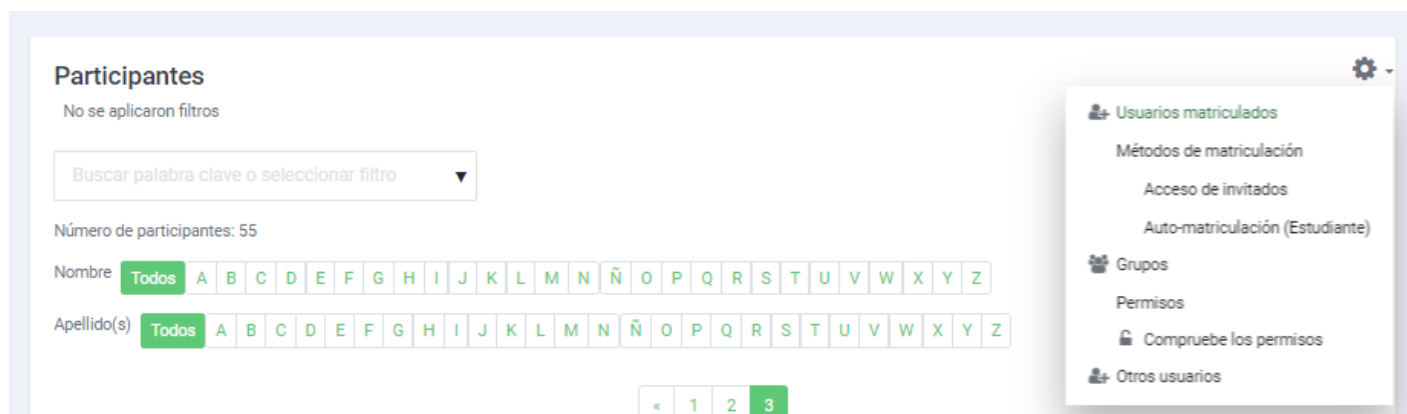 Participantes
No se aplicaron filtros
Buscar palabra clave o seleccionar filtro
Número de participantes: 55
Nombre Todos A B C D E F G H I J K L M N Ñ O P Q R S T U V W X Y Z
Apellido(s) Todos A B C D E F G H I J K L M N Ñ O P Q R S T U V W X Y Z
« 1 2 3
Usuarios matriculados
Métodos de matriculación
Acceso de invitados
Auto-matriculación (Estudiante)
Grupos
Permisos
Compruebe los permisos
Otros usuarios